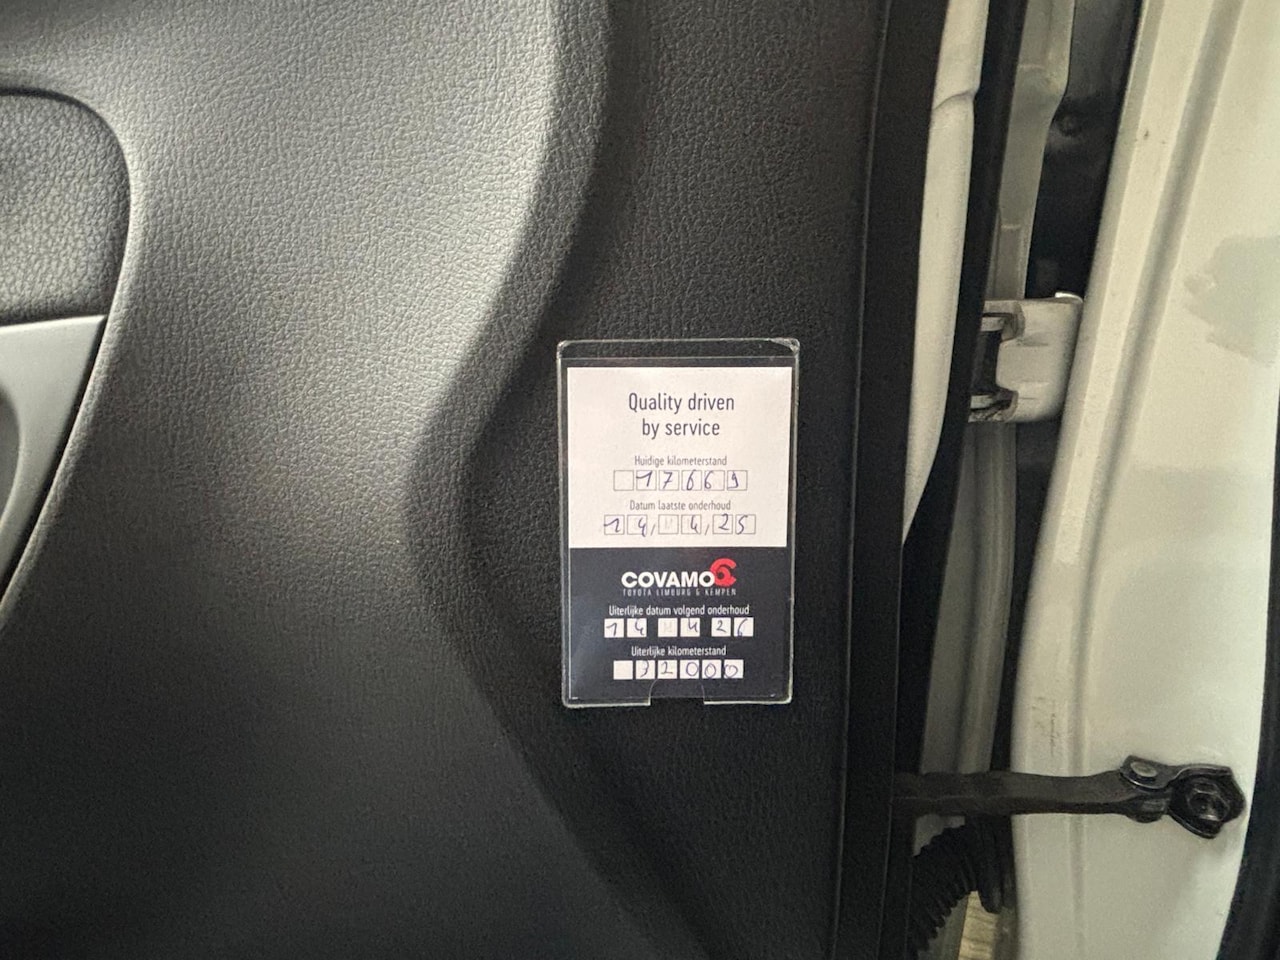 Quality driven
by service
Huidige kilometerstand
17669
Datum laatste onderhoud
14, 4, 25
COVAMO
TOYOTA LIMBURG & KEMPEN
Uiterlijke datum volgend onderhoud
14 4 26
Uiterlijke kilometerstand
32000